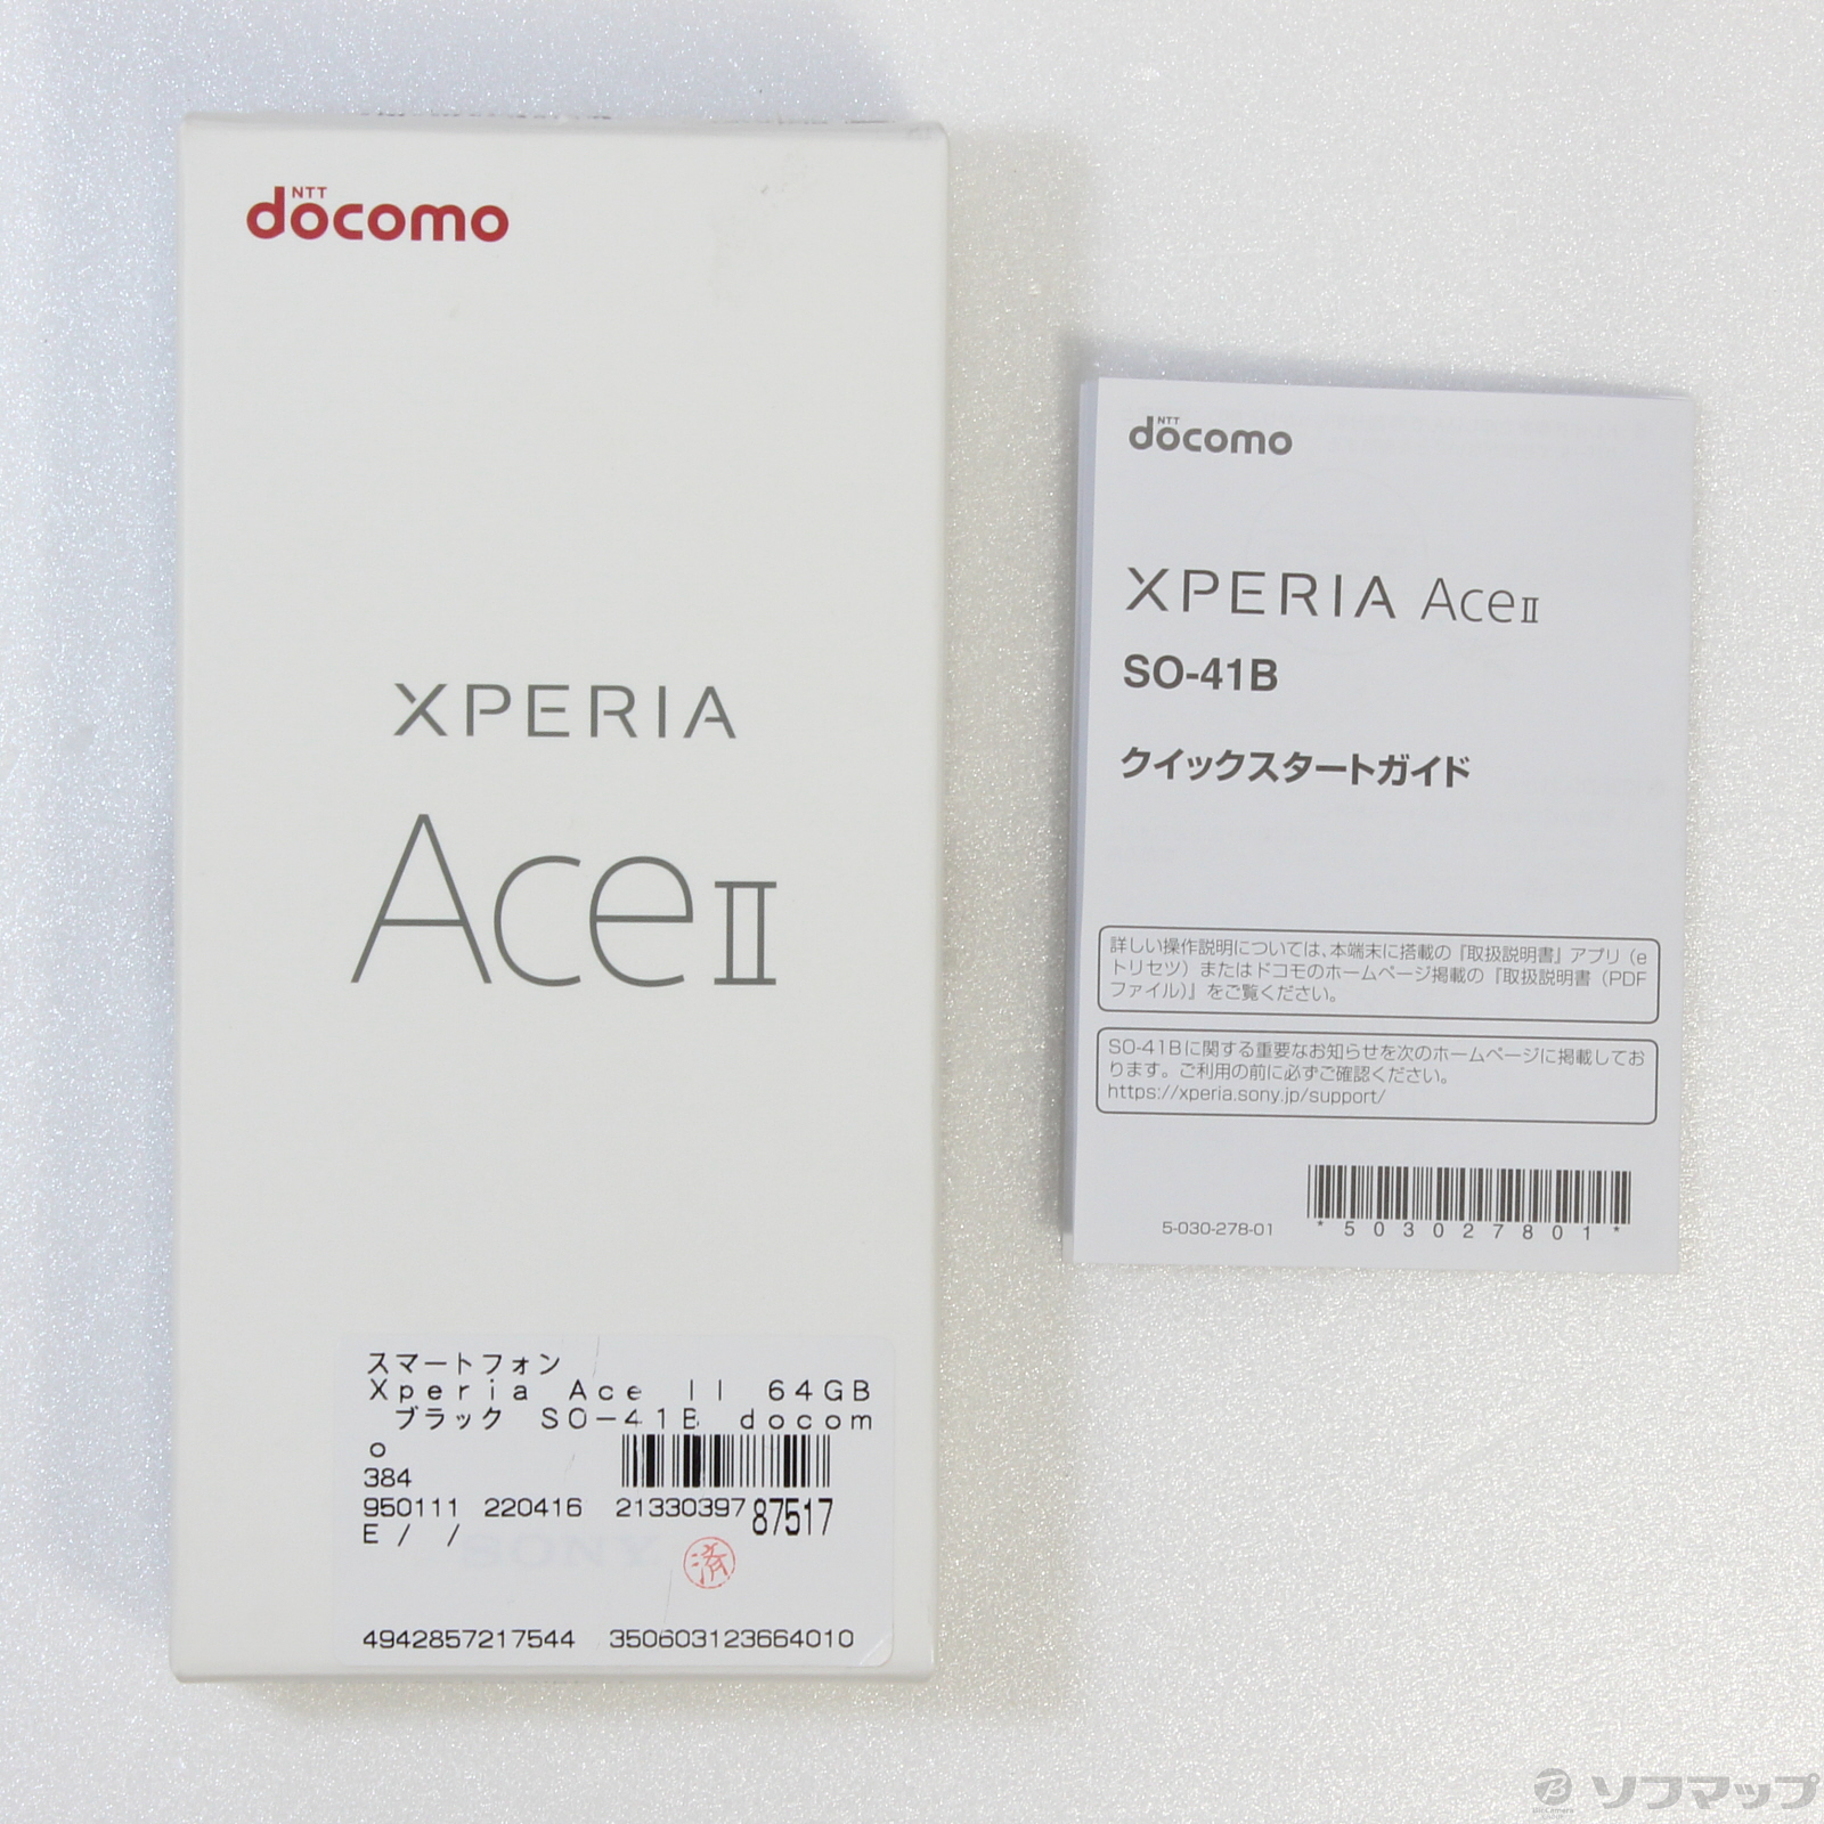 NTT
docomo
XPERIA
Ace II
スマートフォン
Xperia Ace II 64GB
ブラック SO-41B docom
o
384
950111 220416 21330397 87517
E / /
SONY
済
4942857217544 350603123664010
NTT
docomo
XPERIA Ace II
SO-41B
クイックスタートガイド
詳しい操作説明については、本端末に搭載の『取扱説明書』アプリ（e
トリセツ）またはドコモのホームページ掲載の『取扱説明書（PDF
ファイル）』をご覧ください。
SO-41Bに関する重要なお知らせを次のホームページに掲載してお
ります。ご利用の前に必ずご確認ください。
https://xperia.sony.jp/support/
5-030-278-01
*503027801*
ソフマップ